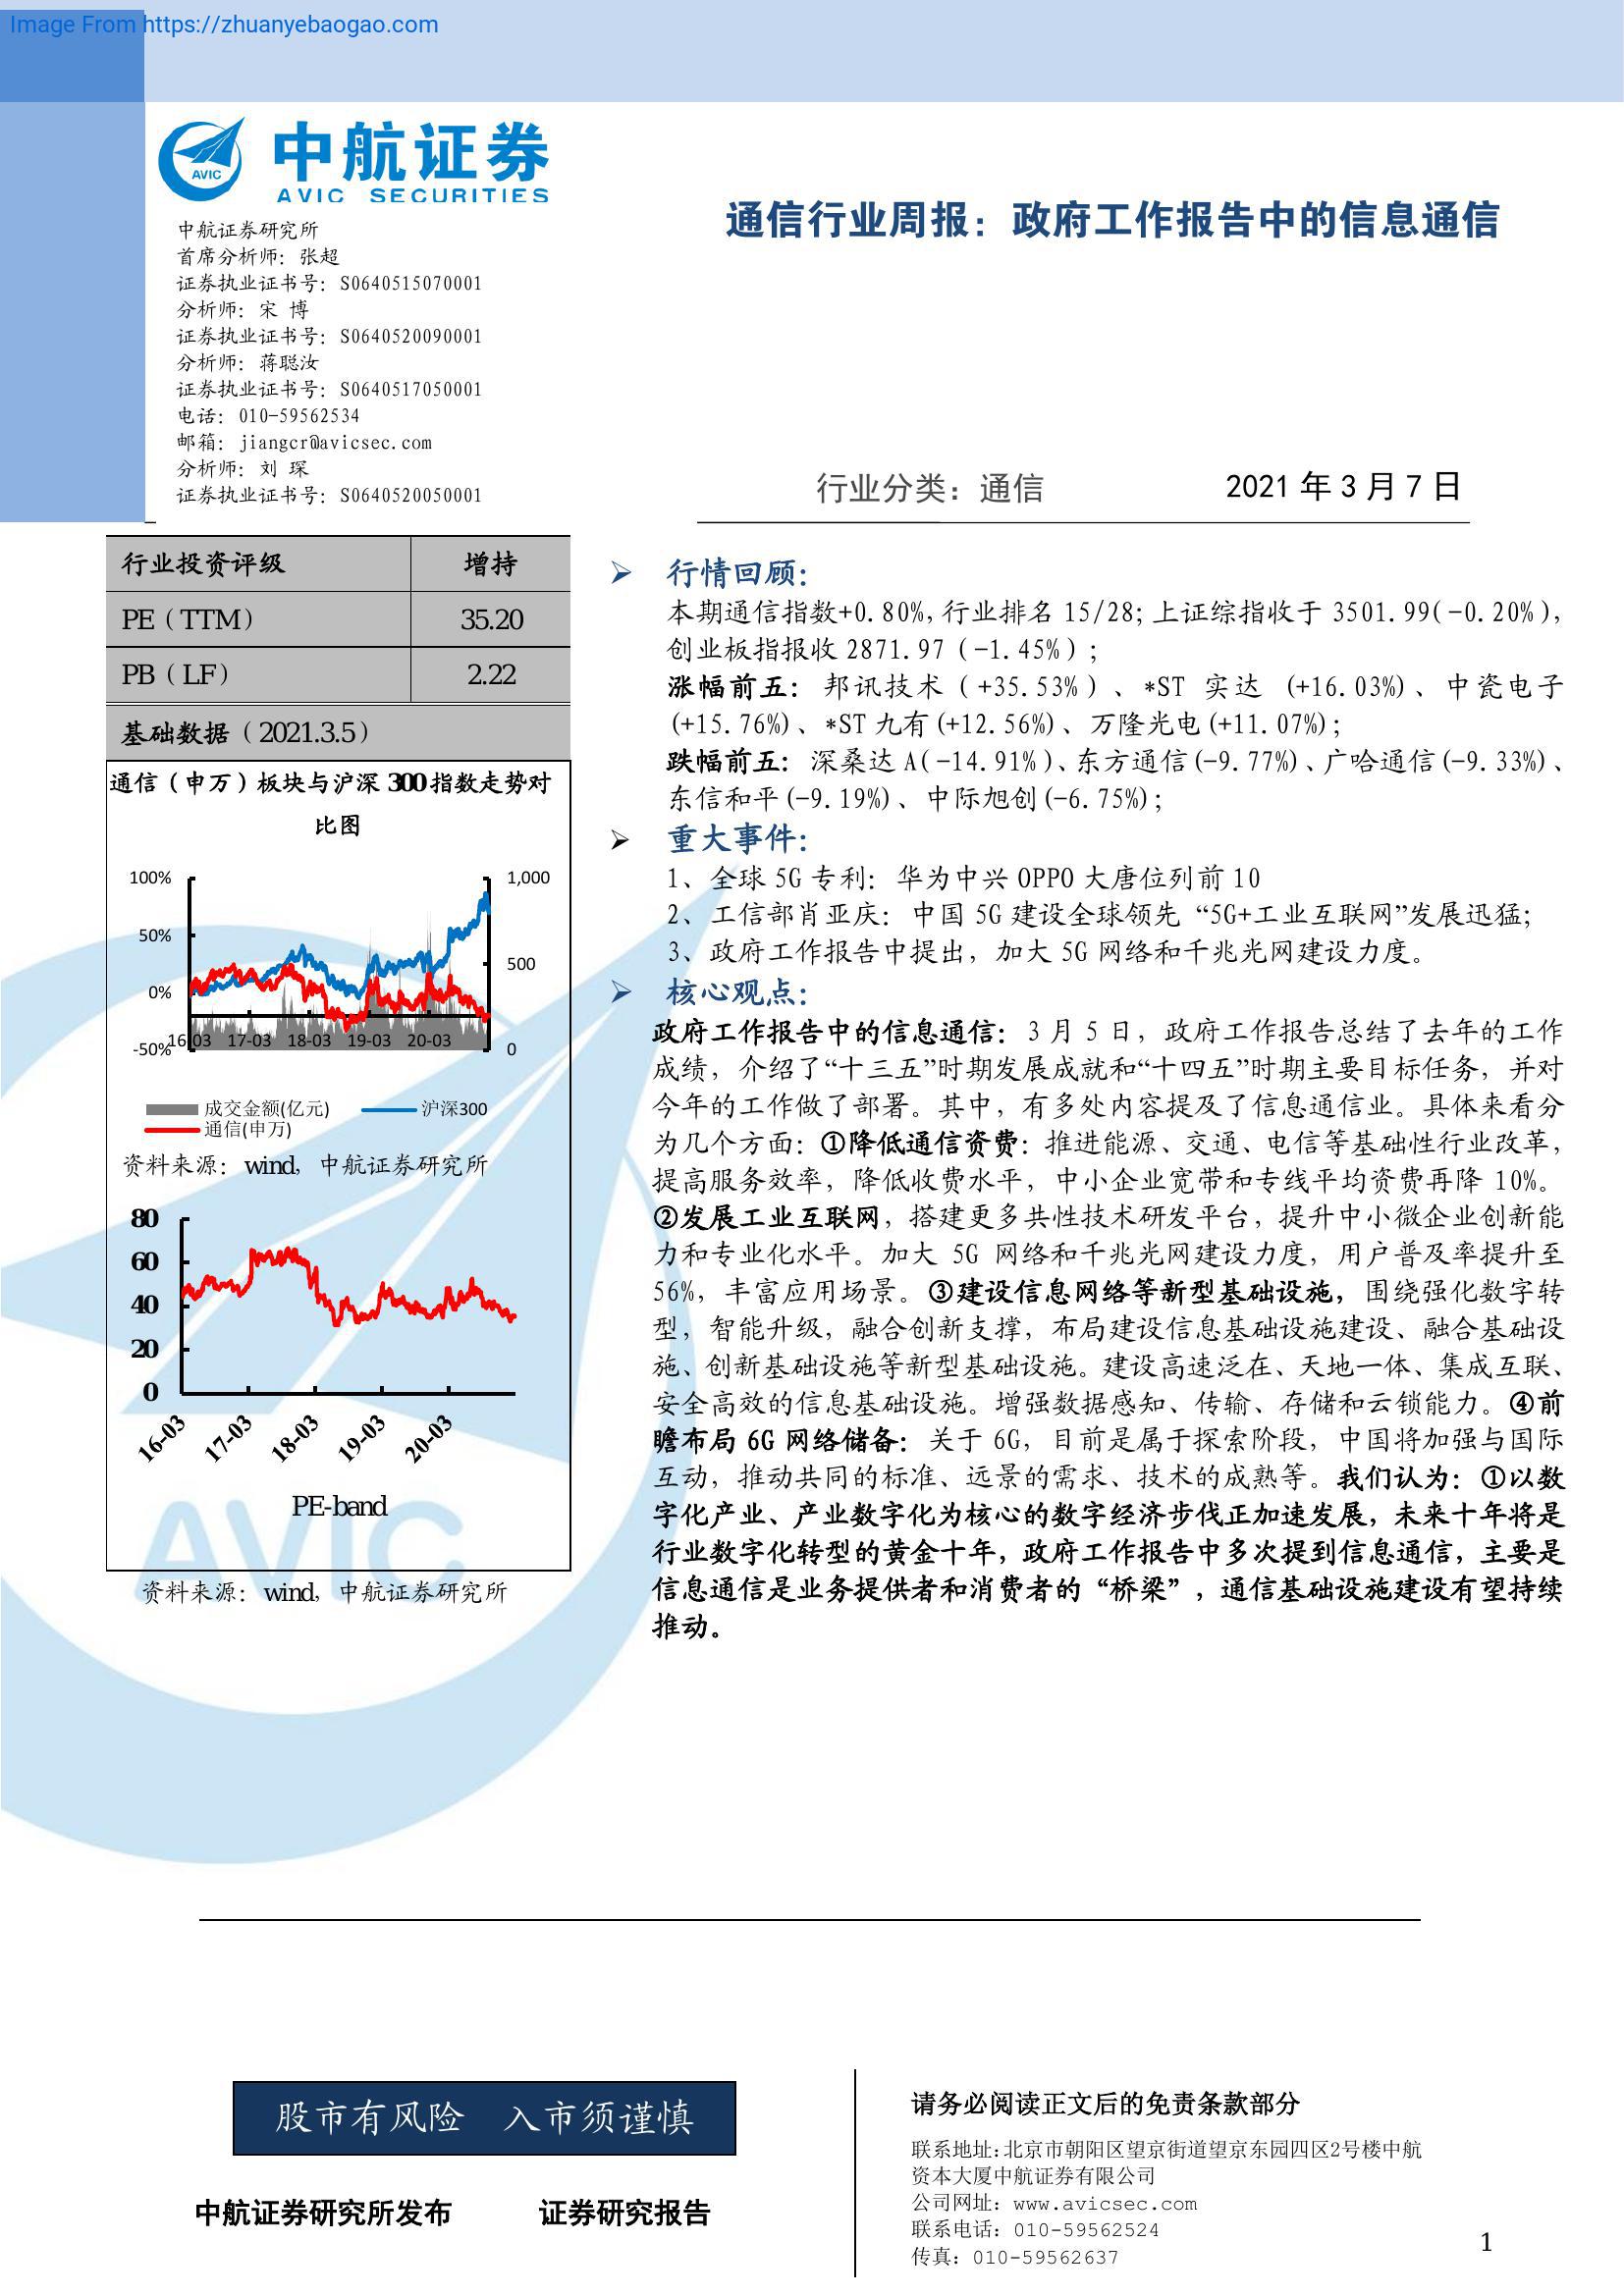 Image From https://zhuanyebaogao.com
AVIC
中航证券
AVIC SECURITIES
中航证券研究所
首席分析师：张超
证券执业证书号：S0640515070001
分析师：宋 博
证券执业证书号：S0640520090001
分析师：蒋聪汝
证券执业证书号：S0640517050001
电话：010-59562534
邮箱：jiangcr@avicsec.com
分析师：刘 琛
证券执业证书号：S0640520050001
通信行业周报：政府工作报告中的信息通信
行业分类：通信 2021 年 3 月 7 日
行业投资评级 增持
PE（TTM） 35.20
PB（LF） 2.22
基础数据（2021.3.5）
通信（申万）板块与沪深 300 指数走势对
比图
100% 1,000
50%
500
0%
-50% 0
16-03 17-03 18-03 19-03 20-03
成交金额(亿元) 沪深300
通信(申万)
资料来源：wind，中航证券研究所
80
60
40
20
0
16-03 17-03 18-03 19-03 20-03
PE-band
AVIC
资料来源：wind，中航证券研究所
➢ 行情回顾：
本期通信指数+0.80%,行业排名 15/28;上证综指收于 3501.99(-0.20%),
创业板指报收 2871.97（-1.45%）;
涨幅前五：邦讯技术（+35.53%）、*ST 实达 (+16.03%)、中瓷电子
(+15.76%)、*ST 九有(+12.56%)、万隆光电(+11.07%);
跌幅前五：深桑达 A(-14.91%)、东方通信(-9.77%)、广哈通信(-9.33%)、
东信和平(-9.19%)、中际旭创(-6.75%);
➢ 重大事件：
1、全球 5G 专利：华为中兴 OPPO 大唐位列前 10
2、工信部肖亚庆：中国 5G 建设全球领先 “5G+工业互联网”发展迅猛;
3、政府工作报告中提出，加大 5G 网络和千兆光网建设力度。
➢ 核心观点：
政府工作报告中的信息通信：3 月 5 日，政府工作报告总结了去年的工作
成绩，介绍了“十三五”时期发展成就和“十四五”时期主要目标任务，并对
今年的工作做了部署。其中，有多处内容提及了信息通信业。具体来看分
为几个方面：①降低通信资费：推进能源、交通、电信等基础性行业改革，
提高服务效率，降低收费水平，中小企业宽带和专线平均资费再降 10%。
②发展工业互联网，搭建更多共性技术研发平台，提升中小微企业创新能
力和专业化水平。加大 5G 网络和千兆光网建设力度，用户普及率提升至
56%，丰富应用场景。③建设信息网络等新型基础设施，围绕强化数字转
型，智能升级，融合创新支撑，布局建设信息基础设施建设、融合基础设
施、创新基础设施等新型基础设施。建设高速泛在、天地一体、集成互联、
安全高效的信息基础设施。增强数据感知、传输、存储和云锁能力。④前
瞻布局 6G 网络储备：关于 6G，目前是属于探索阶段，中国将加强与国际
互动，推动共同的标准、远景的需求、技术的成熟等。我们认为：①以数
字化产业、产业数字化为核心的数字经济步伐正加速发展，未来十年将是
行业数字化转型的黄金十年，政府工作报告中多次提到信息通信，主要是
信息通信是业务提供者和消费者的“桥梁”，通信基础设施建设有望持续
推动。
股市有风险 入市须谨慎
中航证券研究所发布 证券研究报告
请务必阅读正文后的免责条款部分
联系地址:北京市朝阳区望京街道望京东园四区2号楼中航
资本大厦中航证券有限公司
公司网址：www.avicsec.com
联系电话：010-59562524
传真：010-59562637
1